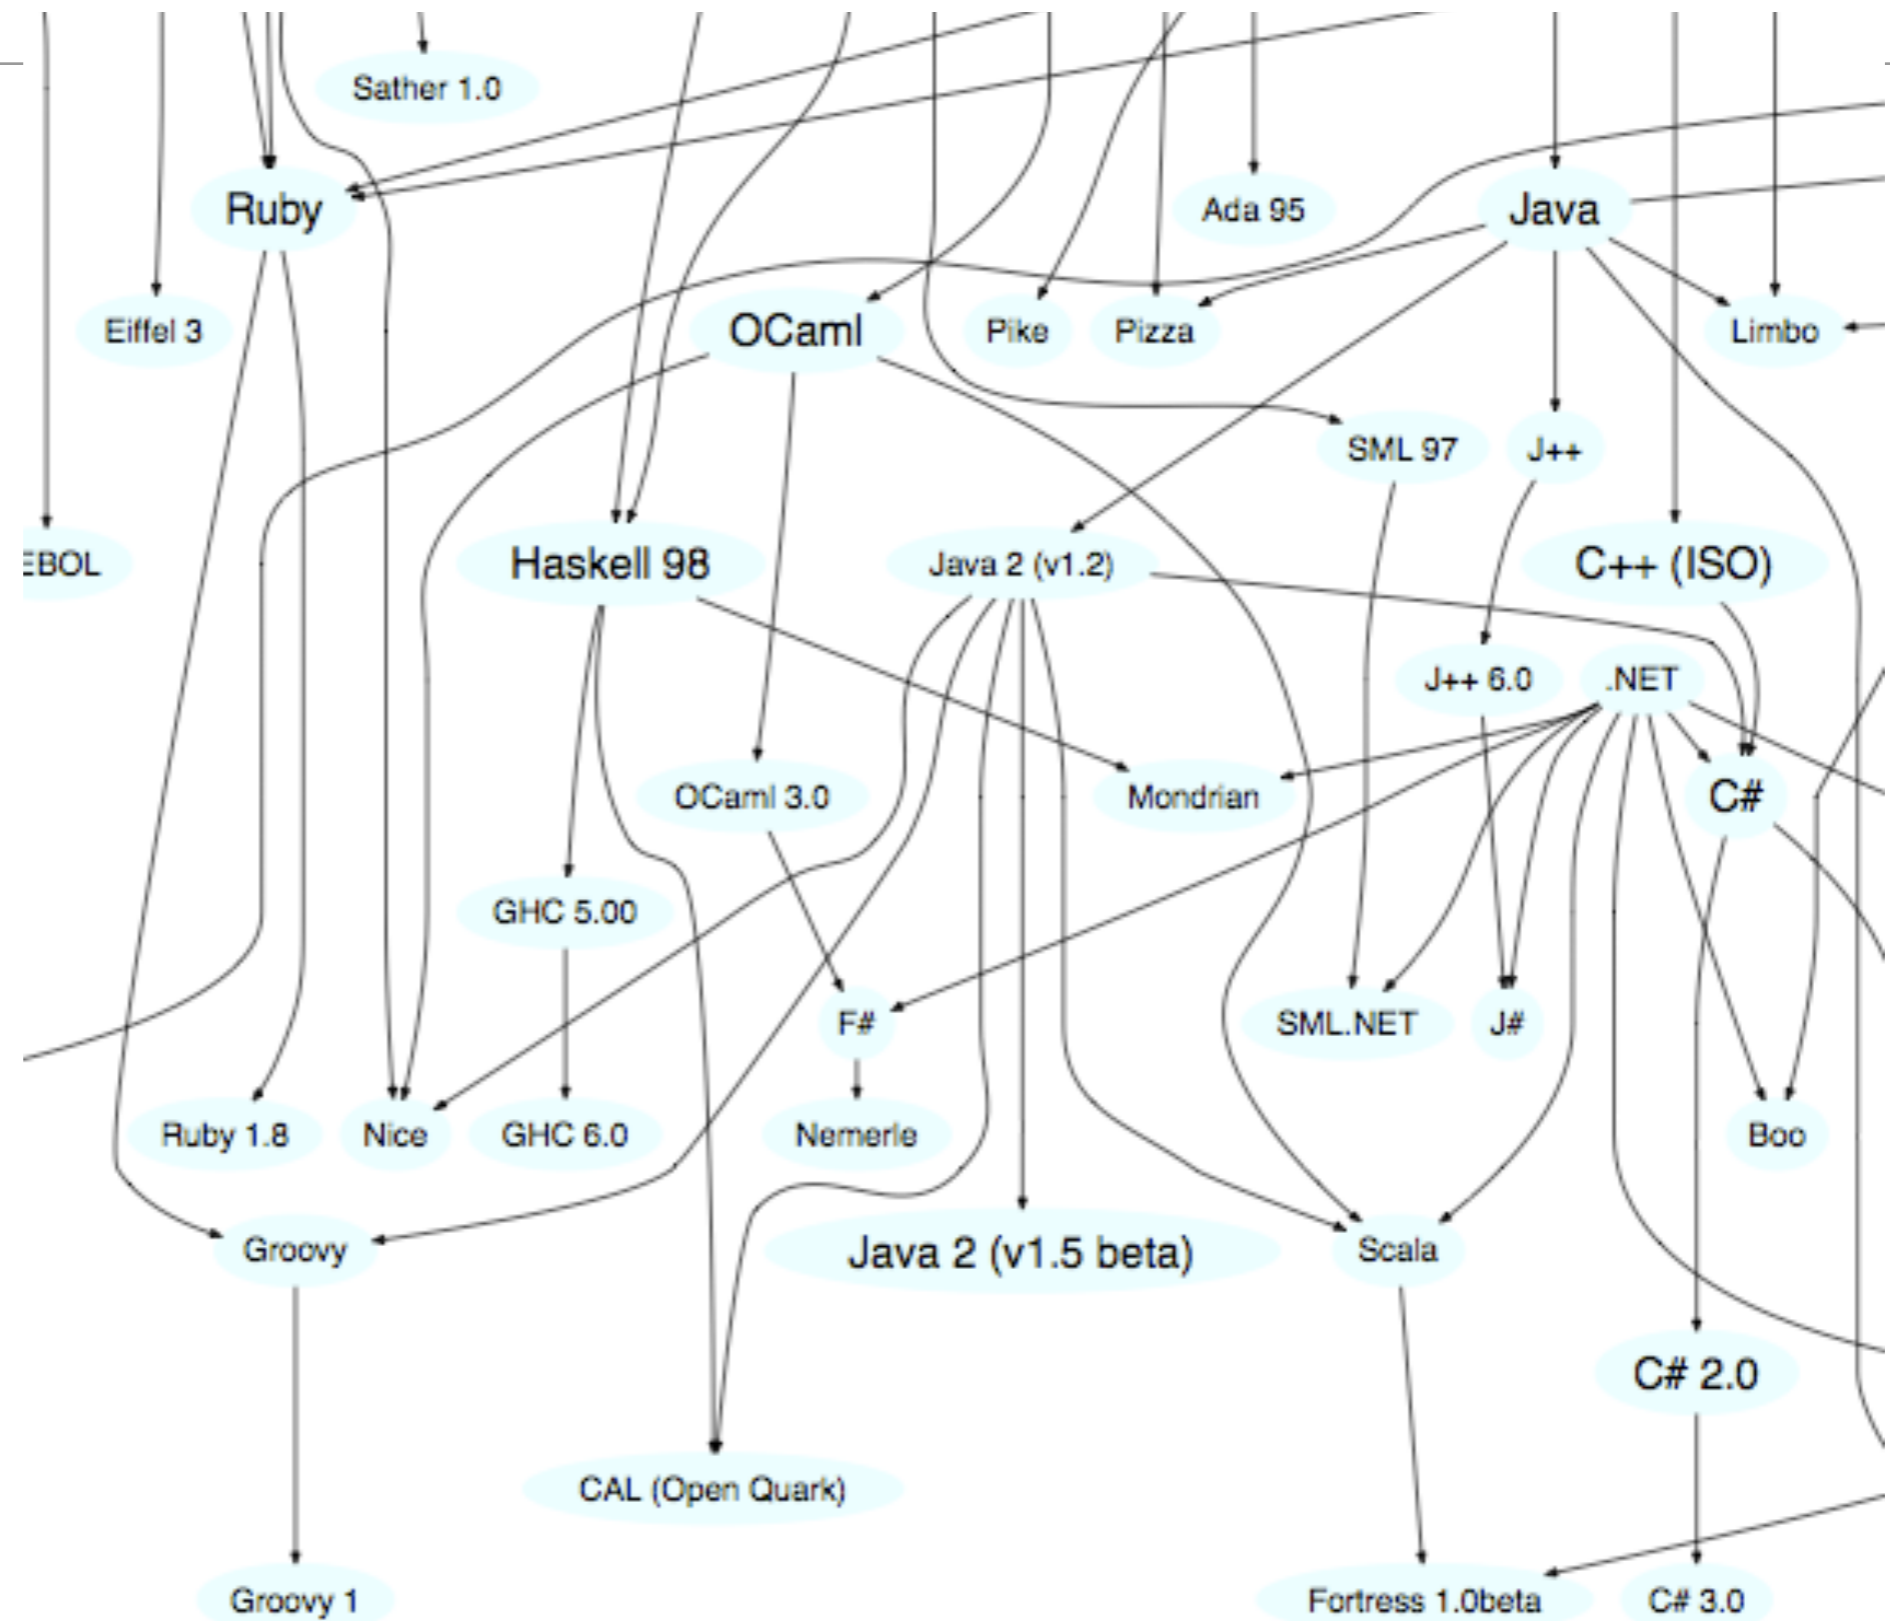 Sather 1.0
Ruby
Ada 95
Java
Eiffel 3
OCaml
Pike
Pizza
Limbo
SML 97
J++
EBOL
Haskell 98
Java 2 (v1.2)
C++ (ISO)
J++ 6.0
.NET
OCaml 3.0
Mondrian
C#
GHC 5.00
F#
SML.NET
J#
Ruby 1.8
Nice
GHC 6.0
Nemerle
Boo
Groovy
Java 2 (v1.5 beta)
Scala
C# 2.0
CAL (Open Quark)
Groovy 1
Fortress 1.0beta
C# 3.0